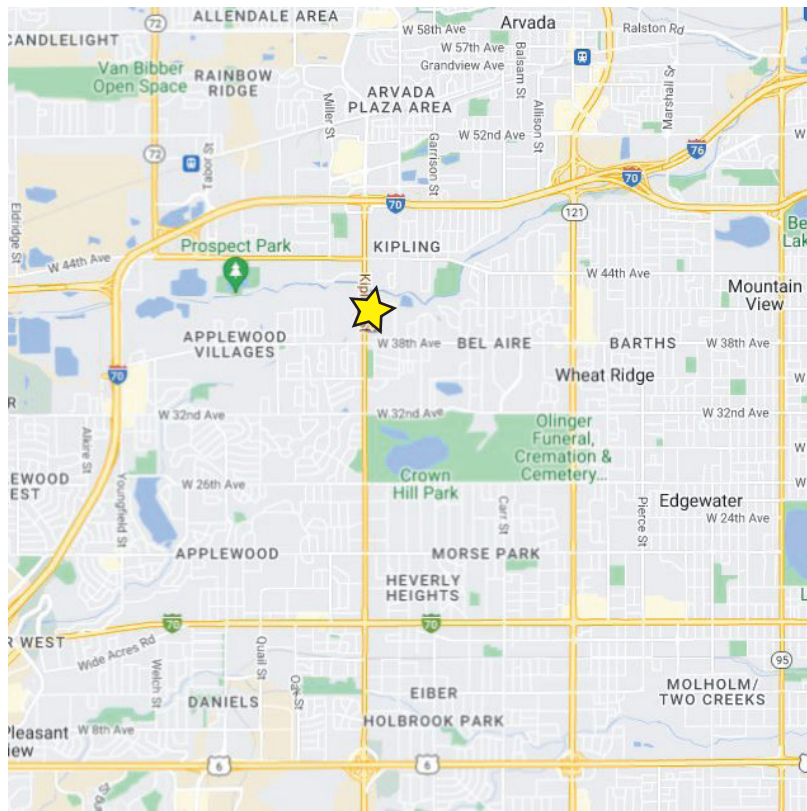 ALLENDALE AREA
Arvada
72
W 58th Ave
Ralston Rd
CANDLELIGHT
W 57th Ave
Grandview Ave
Van Bibber
Open Space
RAINBOW
RIDGE
ARVADA
PLAZA AREA
Miller St
Balsam St
Allison St
Marshall St
Garrison St
W 52nd Ave
72
Tabor St
76
70
70
121
Eldridge St
Prospect Park
KIPLING
W 44th Ave
W 44th Ave
Mountain
View
APPLEWOOD
VILLAGES
W 38th Ave
BEL AIRE
BARTHS
W 38th Ave
70
Wheat Ridge
W 32nd Ave
W 32nd Ave
Olinger
Funeral,
Cremation &
Cemetery...
Alkire St
Youngfield St
W 26th Ave
Crown
Hill Park
Carr St
Pierce St
Edgewater
W 24th Ave
APPLEWOOD
MORSE PARK
HEVERLY
HEIGHTS
70
70
R WEST
Wide Acres Rd
Welch St
Quail St
Oak St
95
DANIELS
EIBER
HOLBROOK PARK
MOLHOLM/
TWO CREEKS
W 8th Ave
Pleasant
6
6